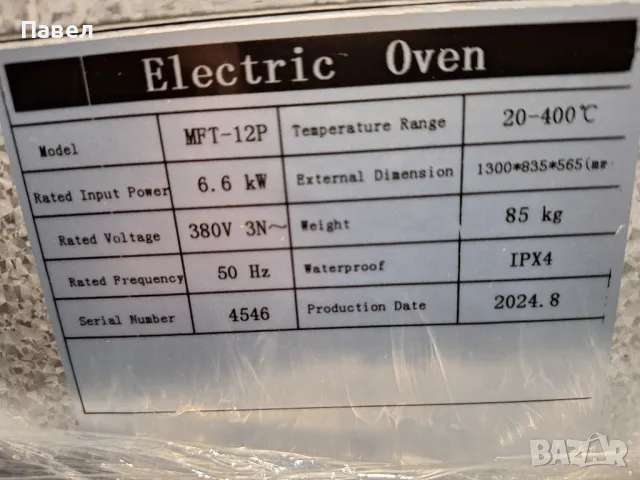 Павел
Electric Oven
Model MFT-12P Temperature Range 20-400℃
Rated Input Power 6.6 kW External Dimension 1300*835*565(mm
Rated Voltage 380V 3N~ Weight 85 kg
Rated Frequency 50 Hz Waterproof IPX4
Serial Number 4546 Production Date 2024.8
BAZAR